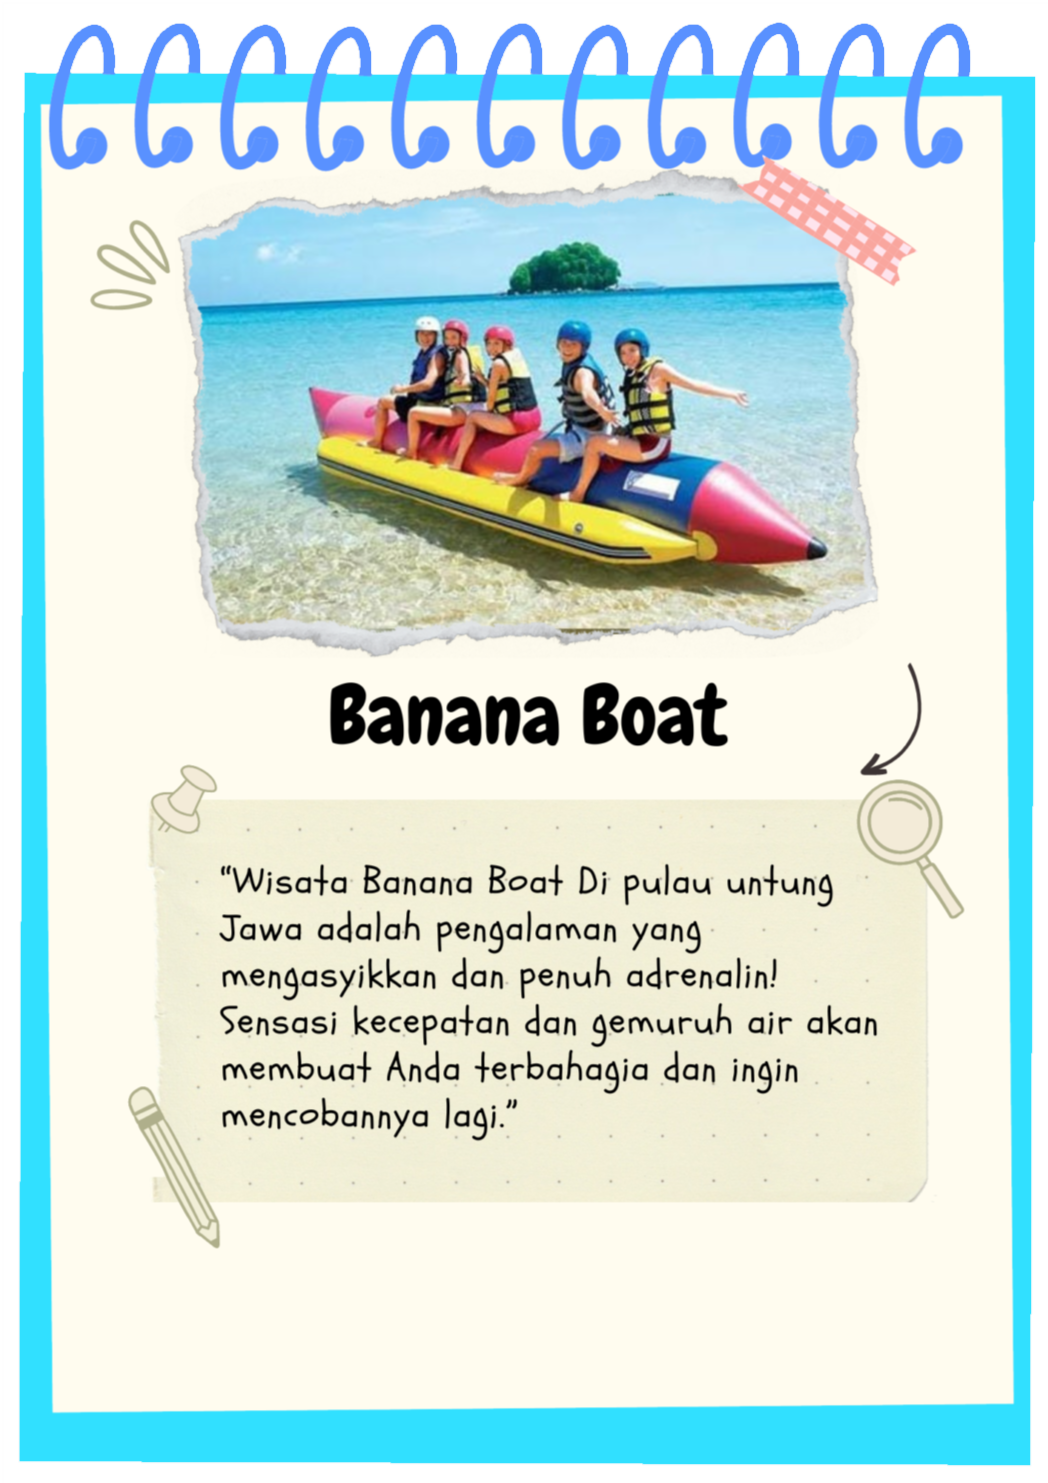 Banana Boat
“Wisata Banana Boat Di pulau untung
Jawa adalah pengalaman yang
mengasyikkan dan penuh adrenalin!
Sensasi kecepatan dan gemuruh air akan
membuat Anda terbahagia dan ingin
mencobannya lagi.”